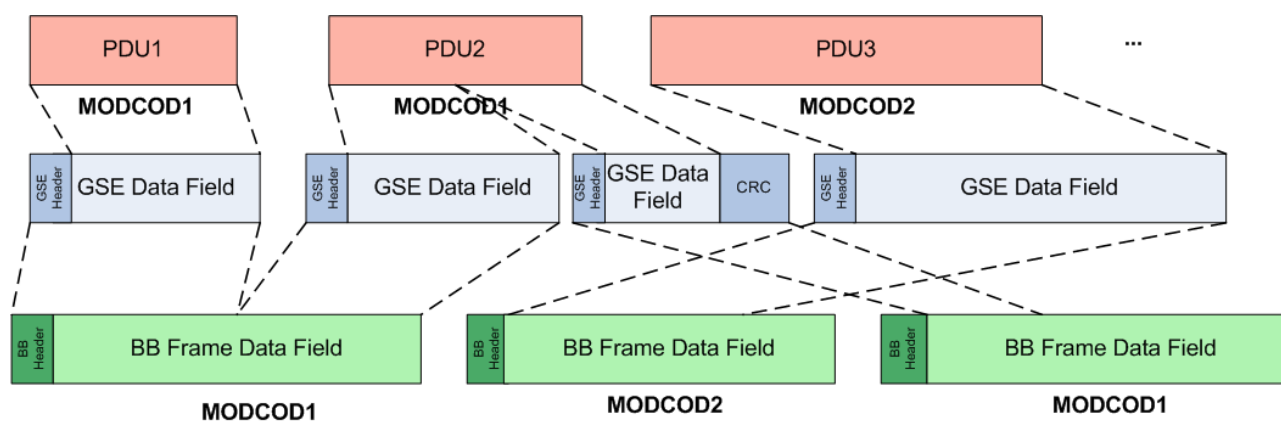 PDU1
PDU2
PDU3
...
MODCOD1
MODCOD1
MODCOD2
GSE
Header
GSE Data Field
GSE
Header
GSE Data Field
GSE
Header
GSE Data
Field
CRC
GSE
Header
GSE Data Field
BB
Header
BB Frame Data Field
BB
Header
BB Frame Data Field
BB
Header
BB Frame Data Field
MODCOD1
MODCOD2
MODCOD1